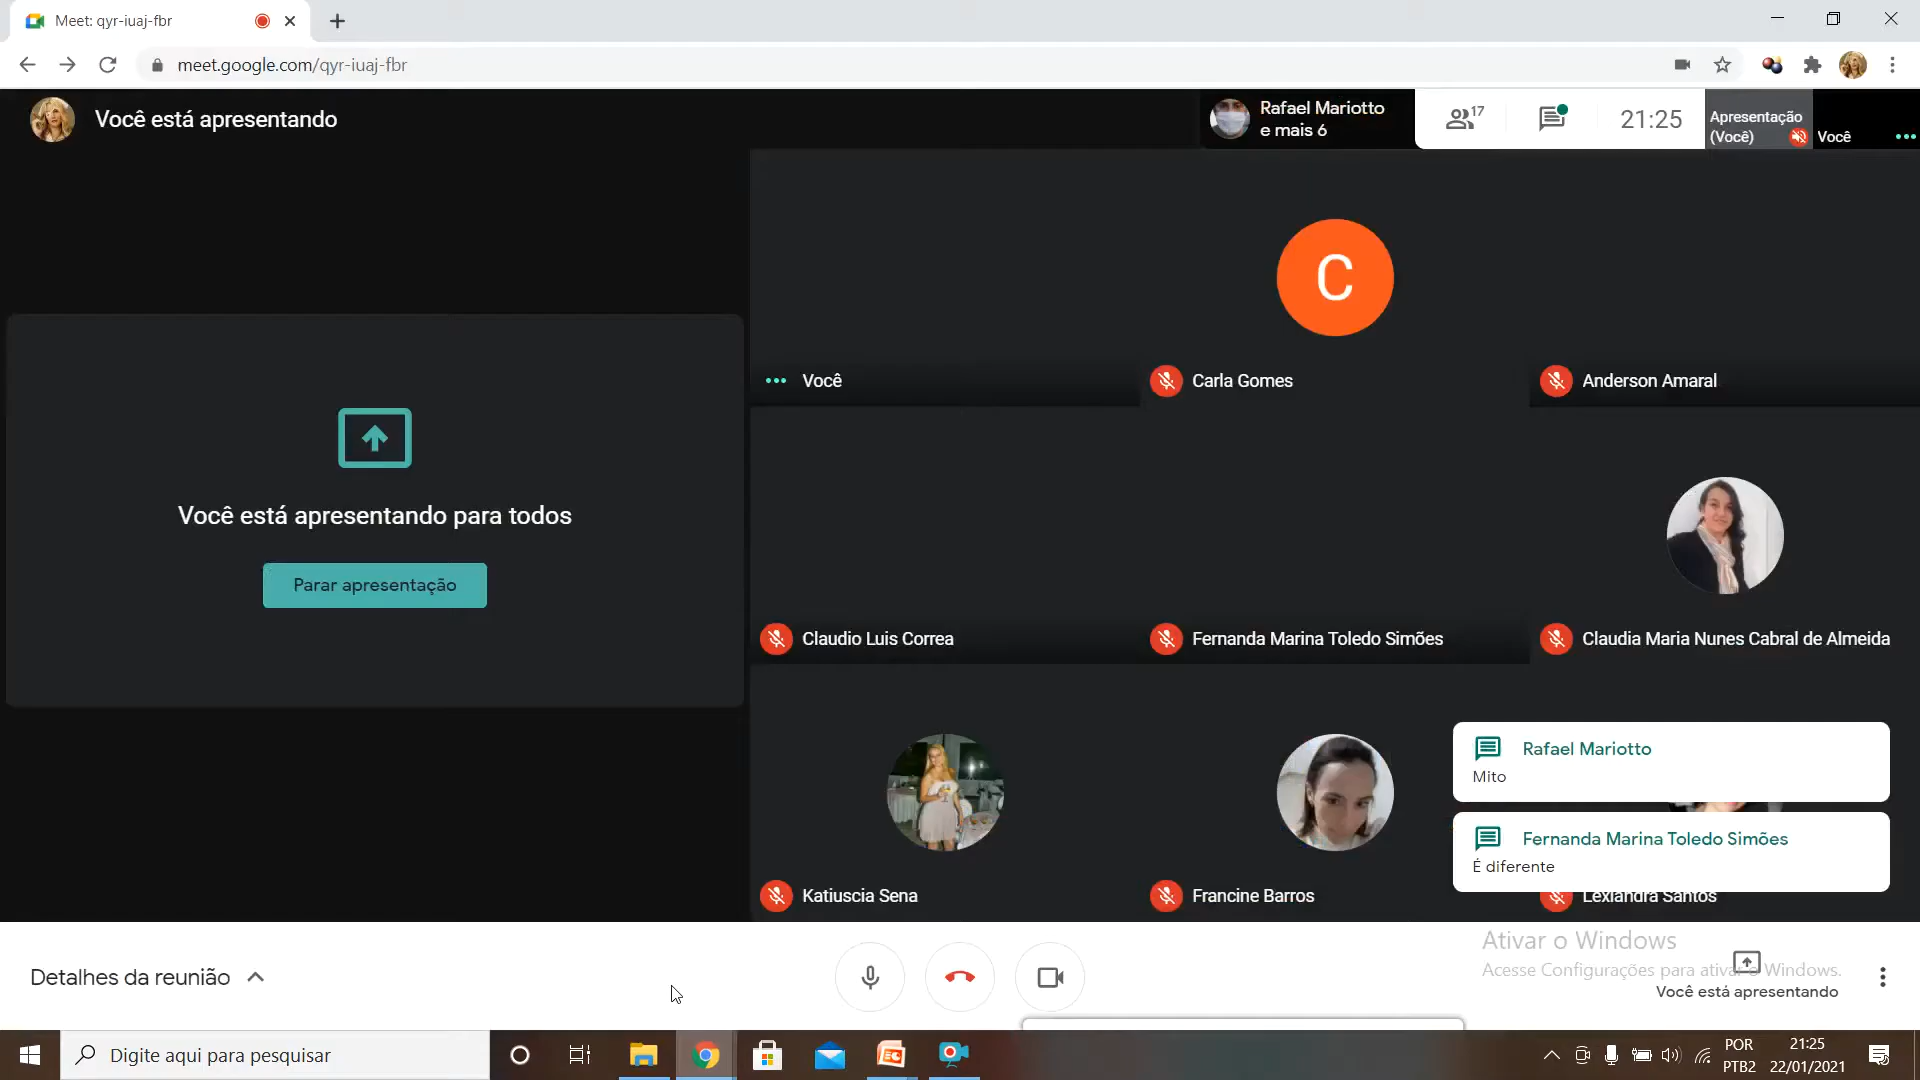 Meet: qyr-iuaj-fbr
meet.google.com/qyr-iuaj-fbr
Você está apresentando
Rafael Mariotto
e mais 6
17
21:25
Apresentação
(Você)
Você
Você está apresentando para todos
Parar apresentação
Você
C
Carla Gomes
Anderson Amaral
Claudio Luis Correa
Fernanda Marina Toledo Simões
Claudia Maria Nunes Cabral de Almeida
Katiuscia Sena
Francine Barros
Lexiandra Santos
Rafael Mariotto
Mito
Fernanda Marina Toledo Simões
É diferente
Detalhes da reunião
Ativar o Windows
Acesse Configurações para ativar o Windows.
Você está apresentando
Digite aqui para pesquisar
POR
PTB2
21:25
22/01/2021